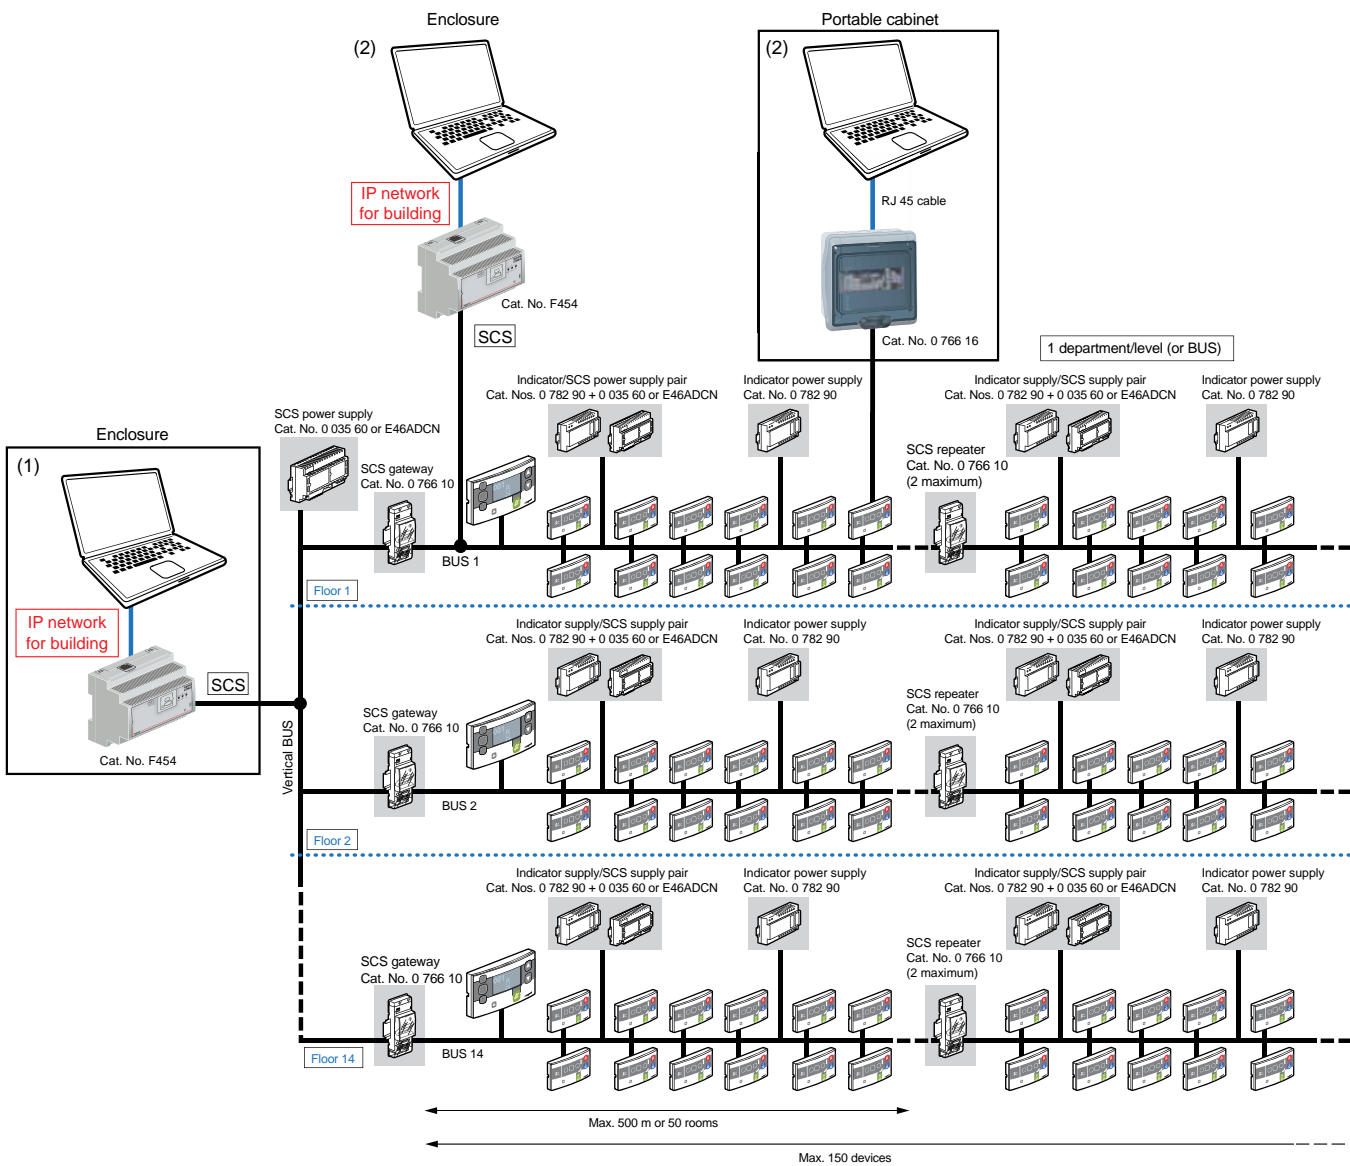 Enclosure
(2)
IP network
for building
Cat. No. F454
SCS
Portable cabinet
(2)
RJ 45 cable
Cat. No. 0 766 16
1 department/level (or BUS)
Enclosure
(1)
IP network
for building
SCS
Cat. No. F454
Vertical BUS
SCS power supply
Cat. No. 0 035 60 or E46ADCN
SCS gateway
Cat. No. 0 766 10
Indicator/SCS power supply pair
Cat. Nos. 0 782 90 + 0 035 60 or E46ADCN
Indicator power supply
Cat. No. 0 782 90
SCS repeater
Cat. No. 0 766 10
(2 maximum)
Indicator supply/SCS supply pair
Cat. Nos. 0 782 90 + 0 035 60 or E46ADCN
Indicator power supply
Cat. No. 0 782 90
BUS 1
Floor 1
SCS gateway
Cat. No. 0 766 10
Indicator supply/SCS supply pair
Cat. Nos. 0 782 90 + 0 035 60 or E46ADCN
Indicator power supply
Cat. No. 0 782 90
SCS repeater
Cat. No. 0 766 10
(2 maximum)
Indicator supply/SCS supply pair
Cat. Nos. 0 782 90 + 0 035 60 or E46ADCN
Indicator power supply
Cat. No. 0 782 90
BUS 2
Floor 2
SCS gateway
Cat. No. 0 766 10
Indicator supply/SCS supply pair
Cat. Nos. 0 782 90 + 0 035 60 or E46ADCN
Indicator power supply
Cat. No. 0 782 90
SCS repeater
Cat. No. 0 766 10
(2 maximum)
Indicator supply/SCS supply pair
Cat. Nos. 0 782 90 + 0 035 60 or E46ADCN
Indicator power supply
Cat. No. 0 782 90
BUS 14
Floor 14
Max. 500 m or 50 rooms
Max. 150 devices